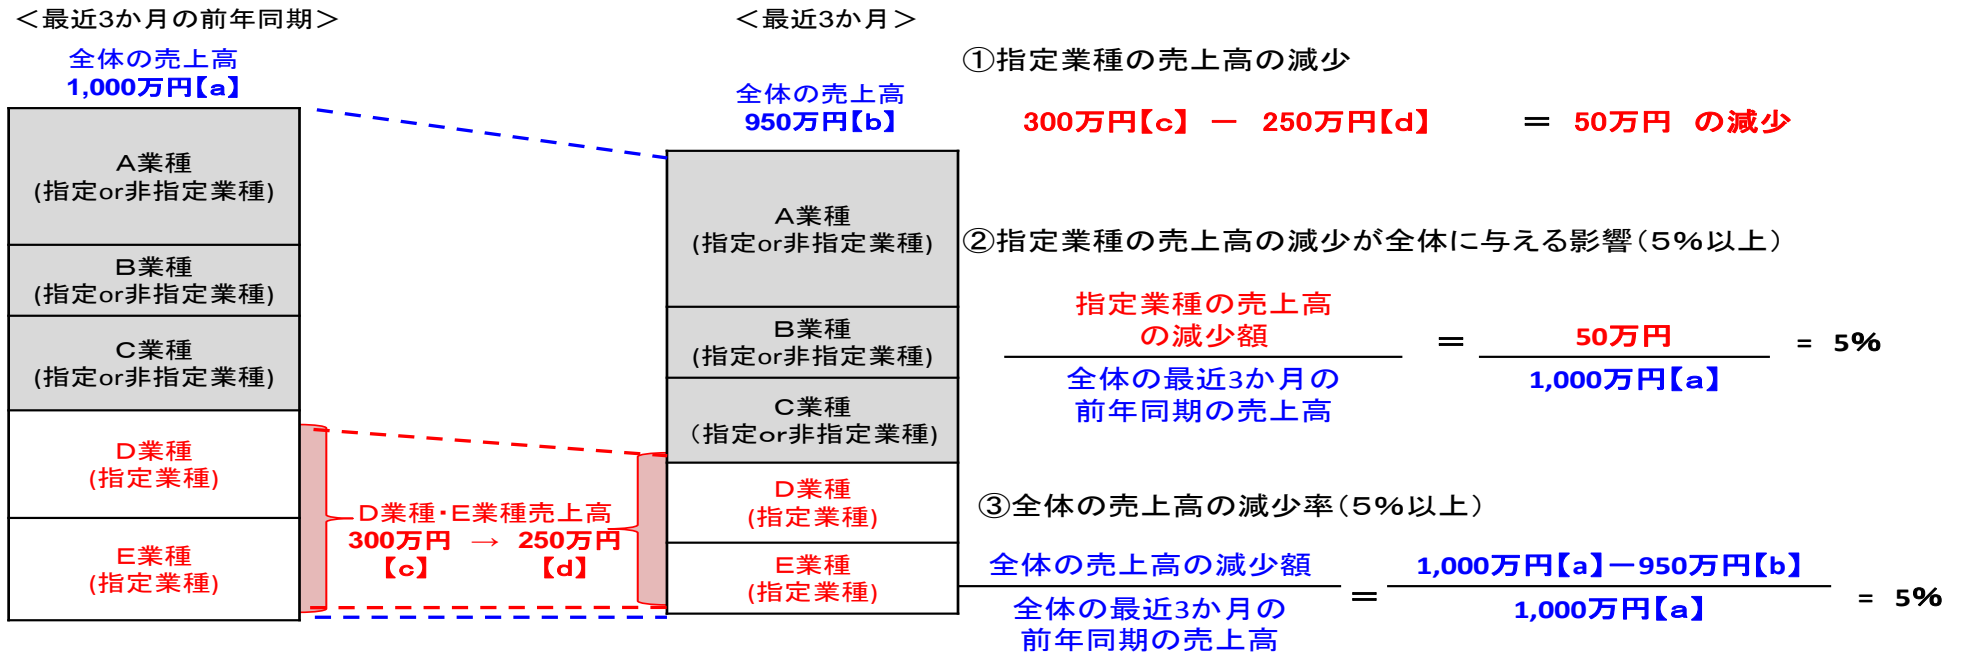 ＜最近3か月の前年同期＞
全体の売上高
1,000万円【a】
A業種
(指定or非指定業種)
B業種
(指定or非指定業種)
C業種
(指定or非指定業種)
D業種
(指定業種)
E業種
(指定業種)
D業種・E業種売上高
300万円 → 250万円
【c】 【d】
＜最近3か月＞
全体の売上高
950万円【b】
A業種
(指定or非指定業種)
B業種
(指定or非指定業種)
C業種
（指定or非指定業種)
D業種
(指定業種)
E業種
(指定業種)
①指定業種の売上高の減少
300万円【c】 － 250万円【d】 ＝ 50万円 の減少
②指定業種の売上高の減少が全体に与える影響（5％以上）
指定業種の売上高
の減少額
全体の最近3か月の
前年同期の売上高
＝
50万円
1,000万円【a】
= 5%
③全体の売上高の減少率（5％以上）
全体の売上高の減少額
全体の最近3か月の
前年同期の売上高
＝
1,000万円【a】－950万円【b】
1,000万円【a】
= 5%